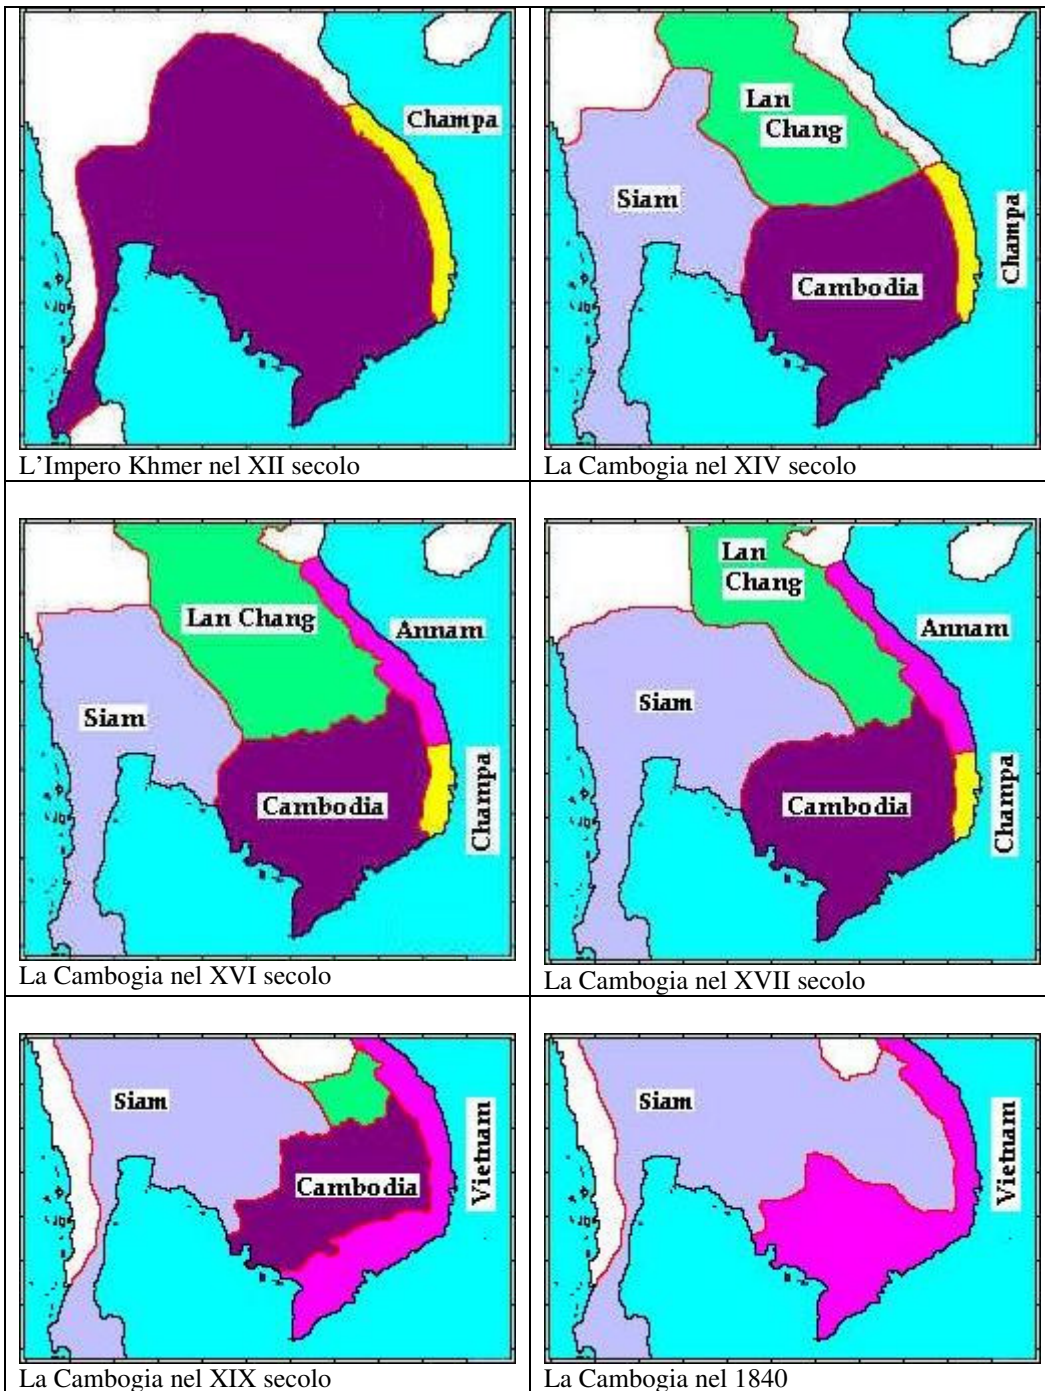 Champa
L'Impero Khmer nel XII secolo
Lan
Chang
Siam
Cambodia
Champa
La Cambogia nel XIV secolo
Lan Chang
Annam
Siam
Cambodia
Champa
La Cambogia nel XVI secolo
Lan
Chang
Annam
Siam
Cambodia
Champa
La Cambogia nel XVII secolo
Siam
Cambodia
Vietnam
La Cambogia nel XIX secolo
Siam
Vietnam
La Cambogia nel 1840